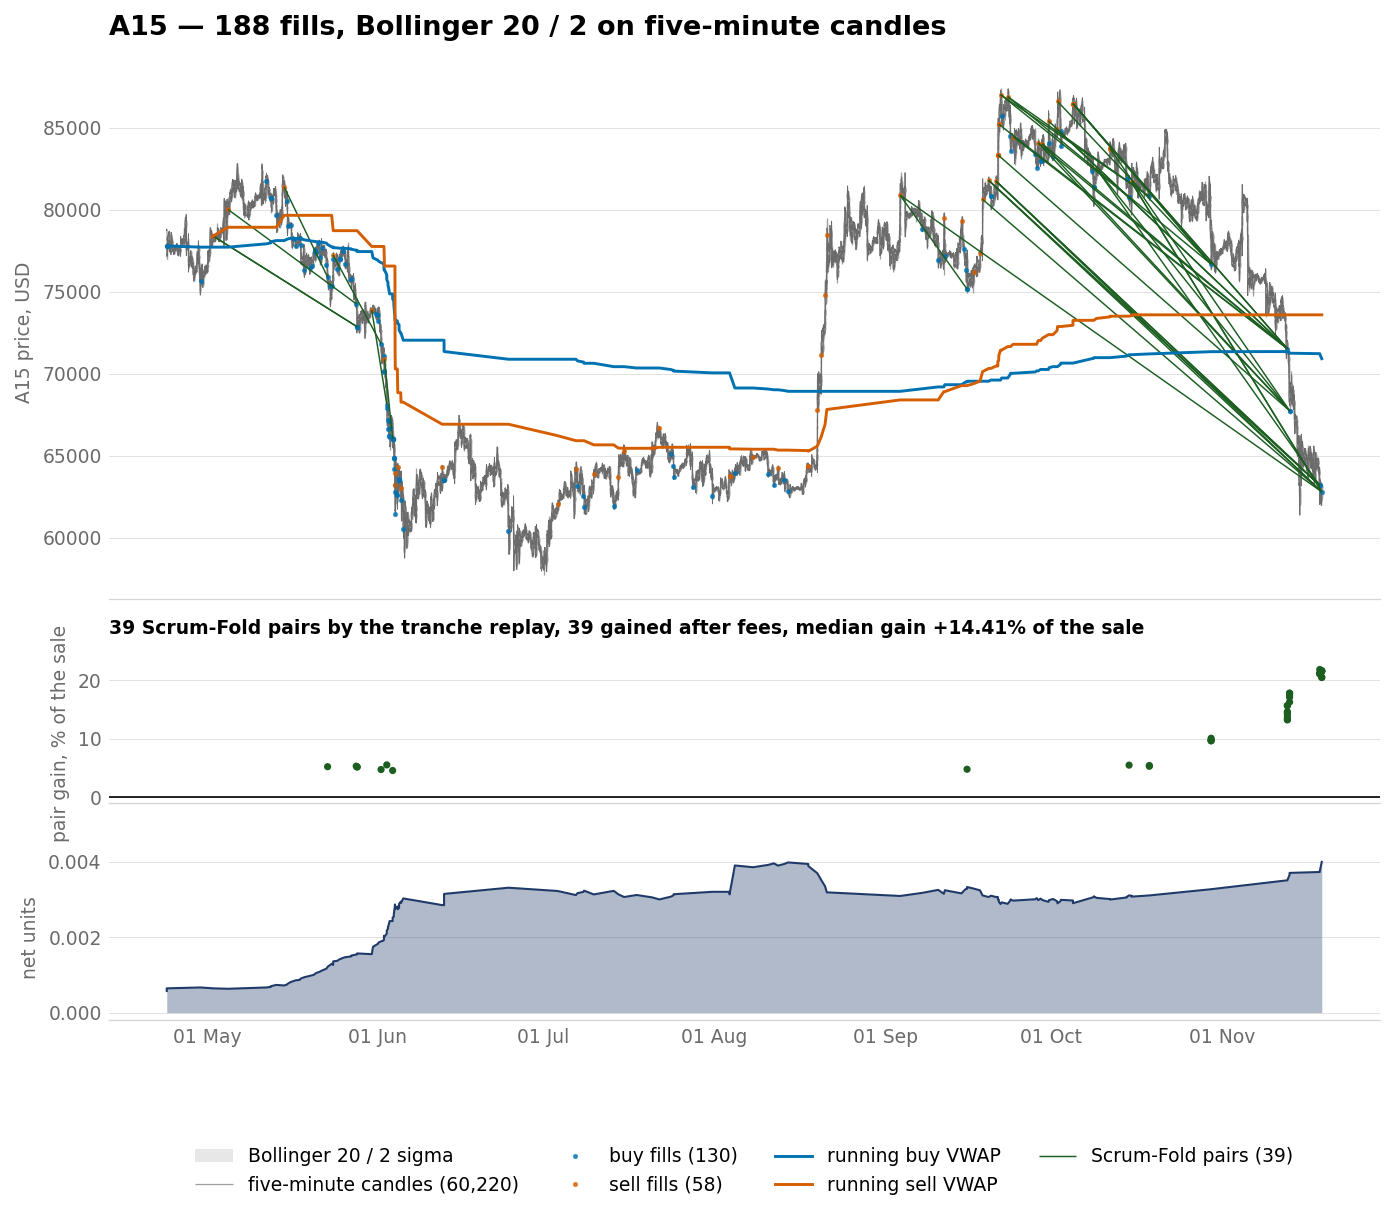 A15 — 188 fills, Bollinger 20 / 2 on five-minute candles
A15 price, USD
85000
80000
75000
70000
65000
60000
39 Scrum-Fold pairs by the tranche replay, 39 gained after fees, median gain +14.41% of the sale
pair gain, % of the sale
20
10
0
net units
0.004
0.002
0.000
01 May
01 Jun
01 Jul
01 Aug
01 Sep
01 Oct
01 Nov
Bollinger 20 / 2 sigma
five-minute candles (60,220)
buy fills (130)
sell fills (58)
running buy VWAP
running sell VWAP
Scrum-Fold pairs (39)